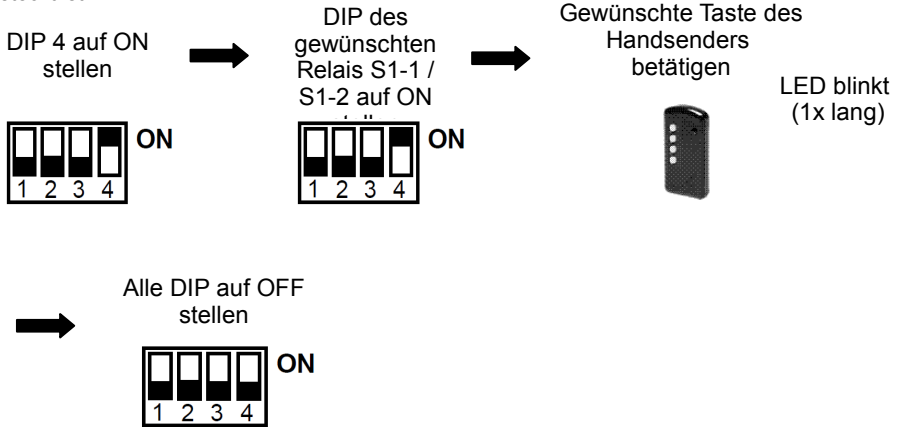 DIP 4 auf ON
stellen
ON
1 2 3 4
DIP des
gewünschten
Relais S1-1 /
S1-2 auf ON
ON
1 2 3 4
Gewünschte Taste des
Handsenders
betätigen
LED blinkt
(1x lang)
Alle DIP auf OFF
stellen
ON
1 2 3 4